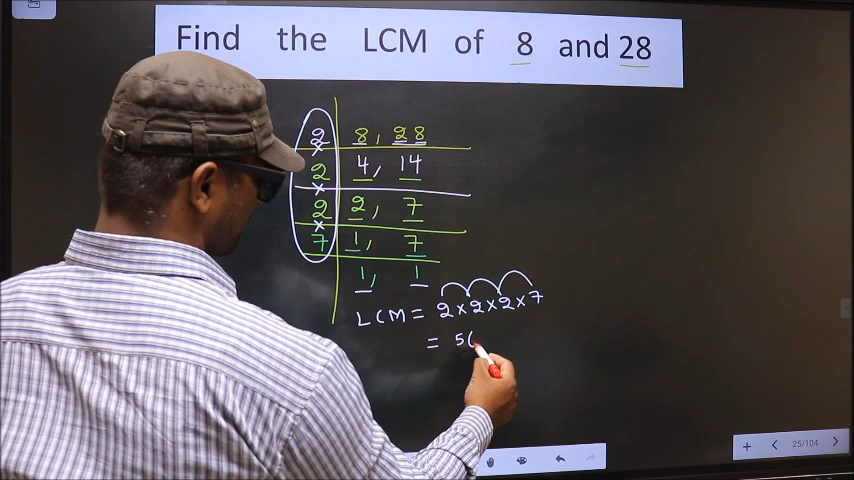 Find the LCM of 8 and 28
2 8, 28
2 4, 14
2 2, 7
7 1, 7
1, 1
LCM = 2×2×2×7
= 5
25/104